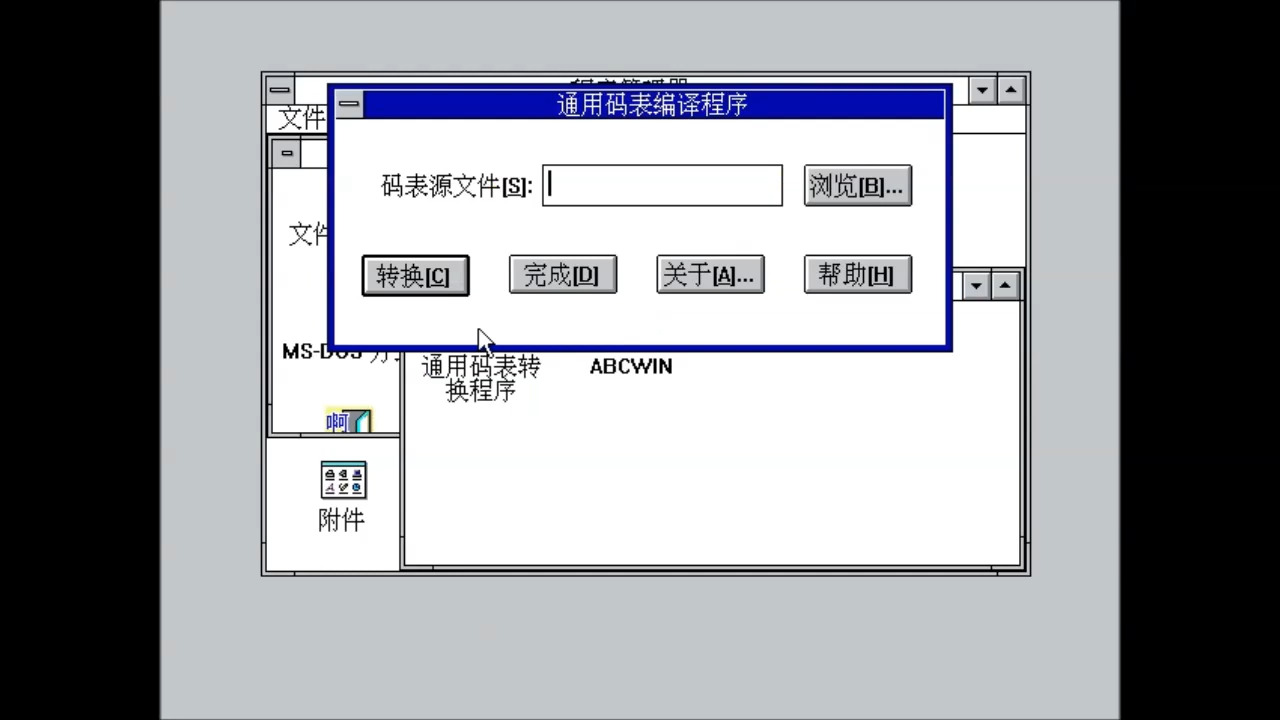 通用码表编译程序
文件
码表源文件[S]:
浏览[B]...
文件
转换[C]
完成[D]
关于[A]...
帮助[H]
MS-DOS
通用码表转
换程序
ABCWIN
啊
附件